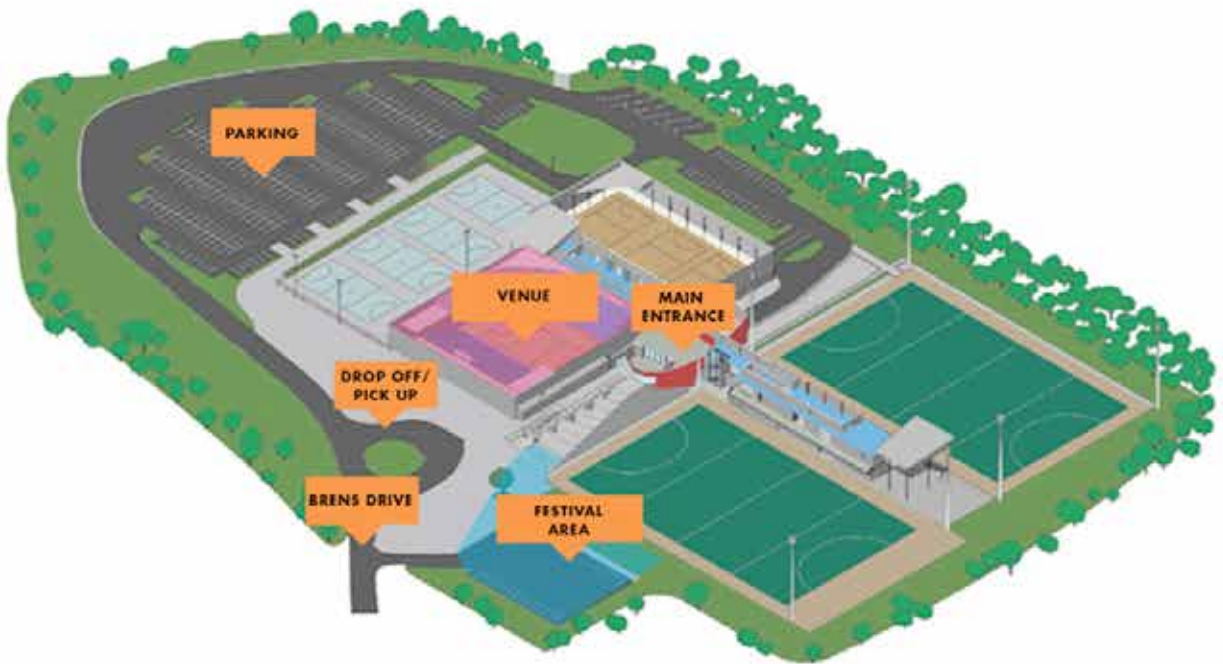 PARKING
VENUE
MAIN
ENTRANCE
DROP OFF/
PICK UP
BRENS DRIVE
FESTIVAL
AREA